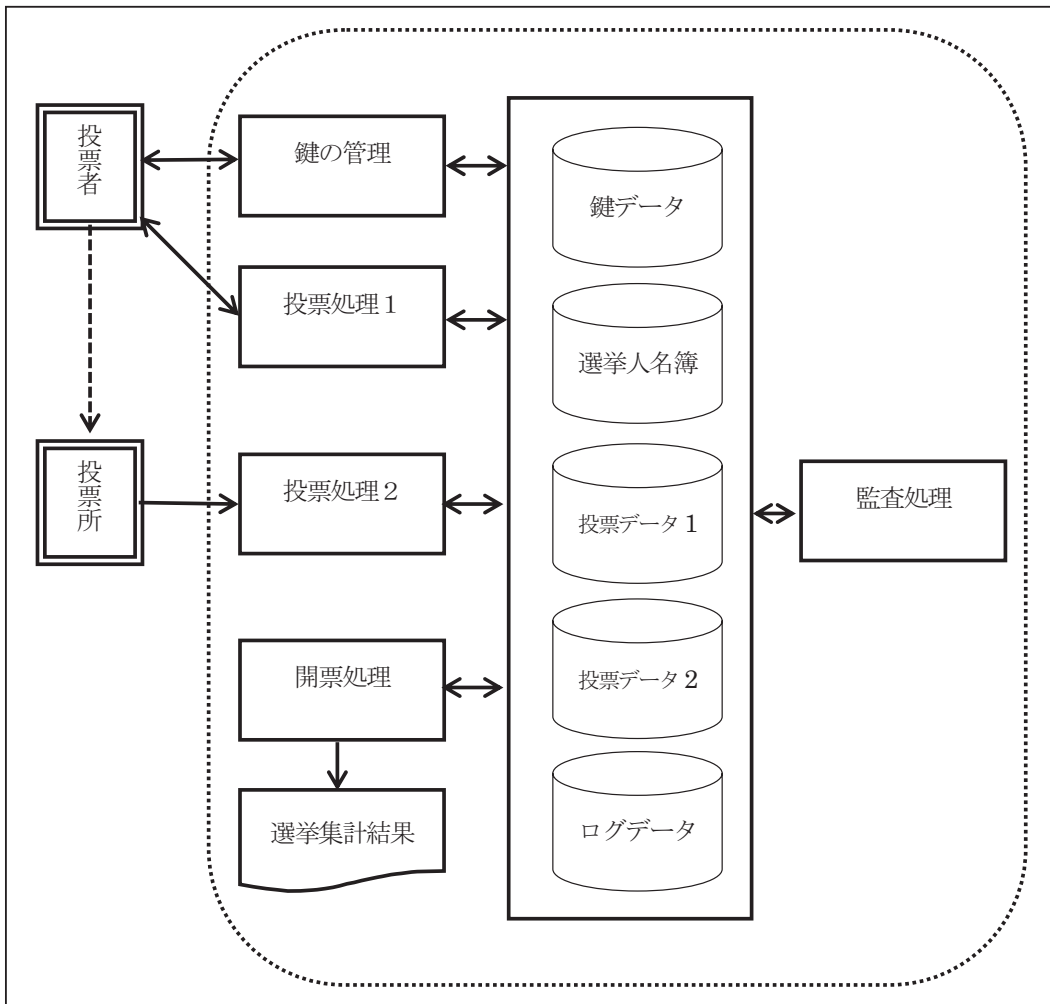 投票者
鍵の管理
鍵データ
投票処理１
選挙人名簿
投票所
投票処理２
投票データ１
監査処理
開票処理
投票データ２
選挙集計結果
ログデータ